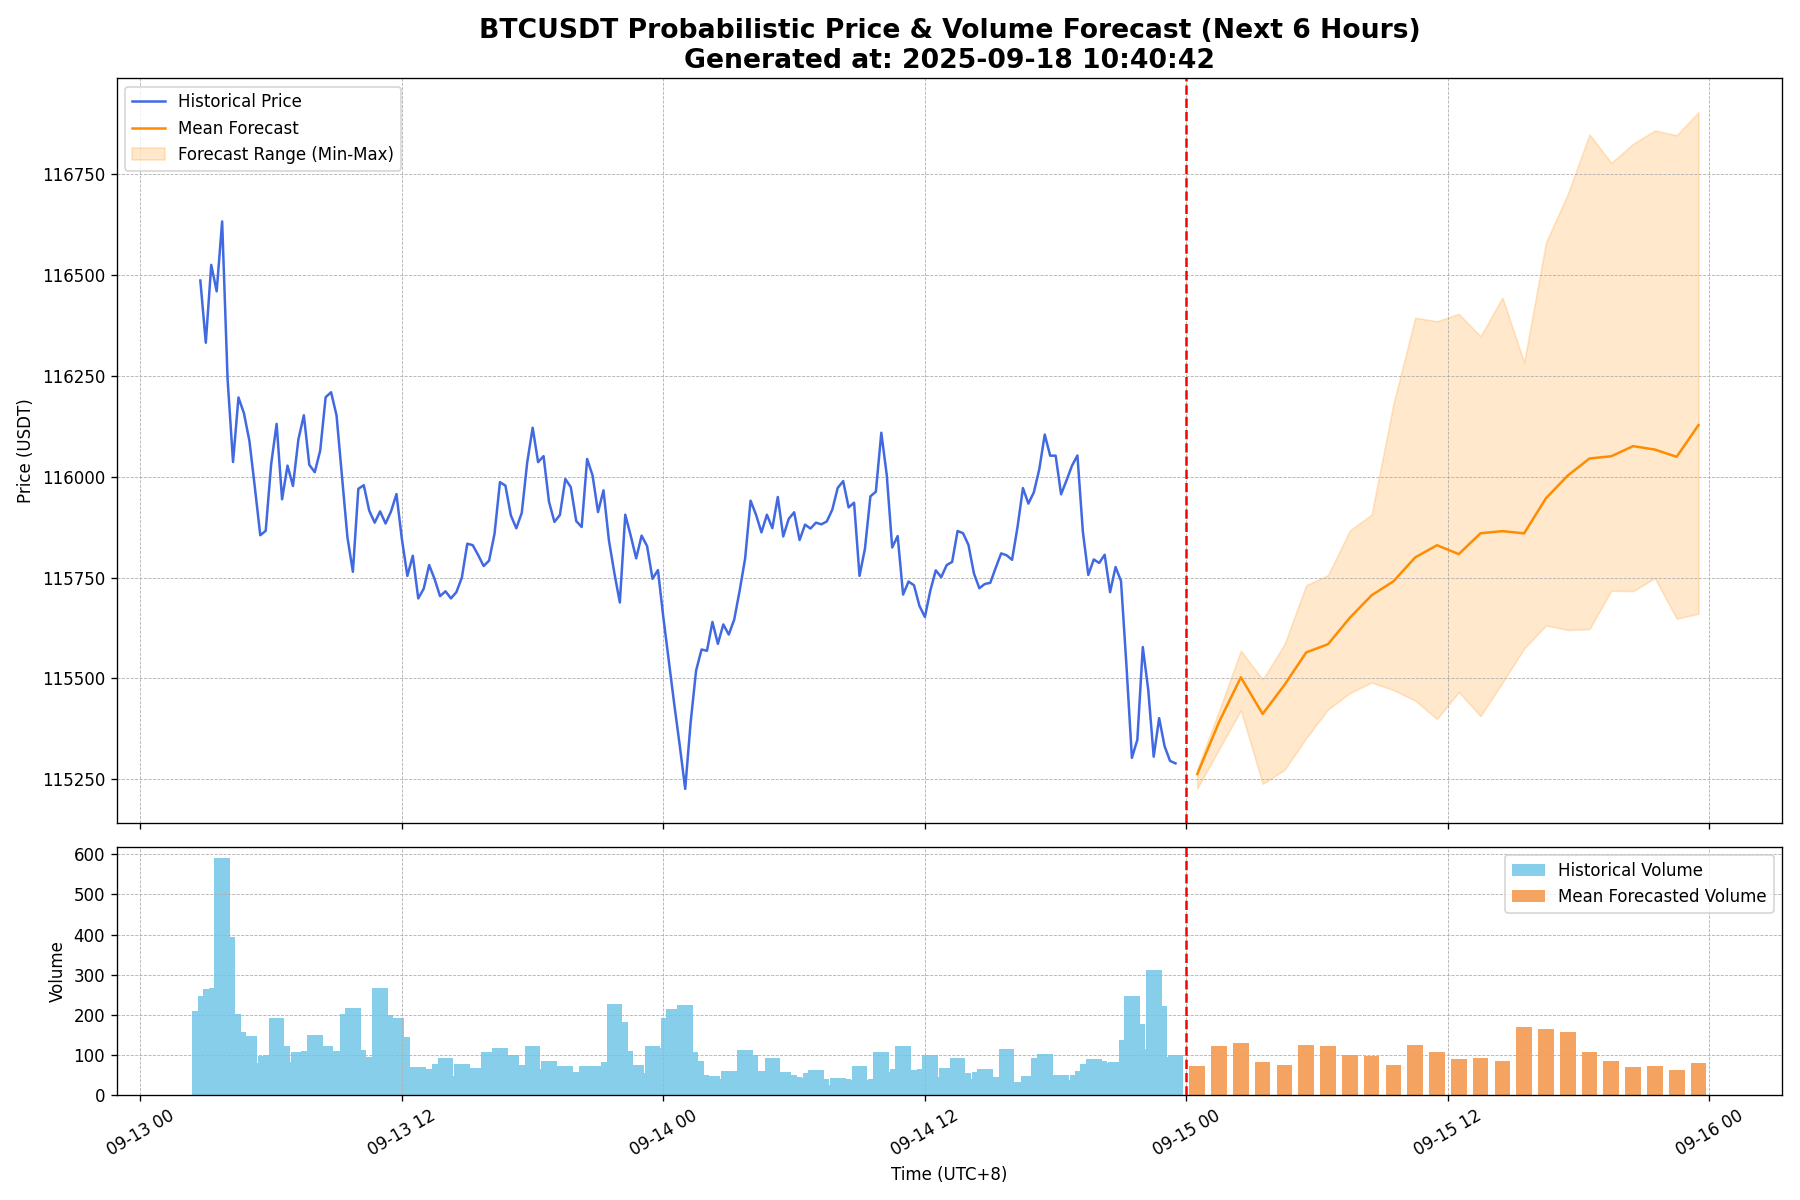 BTCUSDT Probabilistic Price & Volume Forecast (Next 6 Hours)
Generated at: 2025-09-18 10:40:42
Historical Price
Mean Forecast
Forecast Range (Min-Max)
116750
116500
116250
116000
115750
115500
115250
Price (USDT)
Historical Volume
Mean Forecasted Volume
600
500
400
300
200
100
0
Volume
09-13 00
09-13 12
09-14 00
09-14 12
09-15 00
09-15 12
09-16 00
Time (UTC+8)